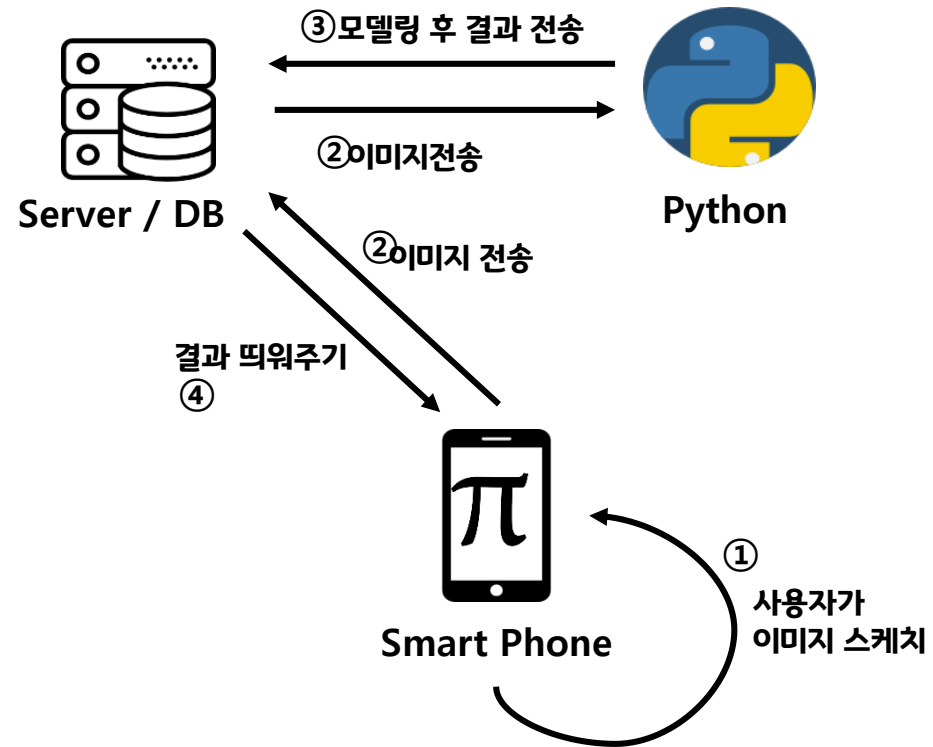 ③모델링 후 결과 전송
②이미지전송
Server / DB
Python
②이미지 전송
결과 띄워주기
④
π
①
사용자가
이미지 스케치
Smart Phone